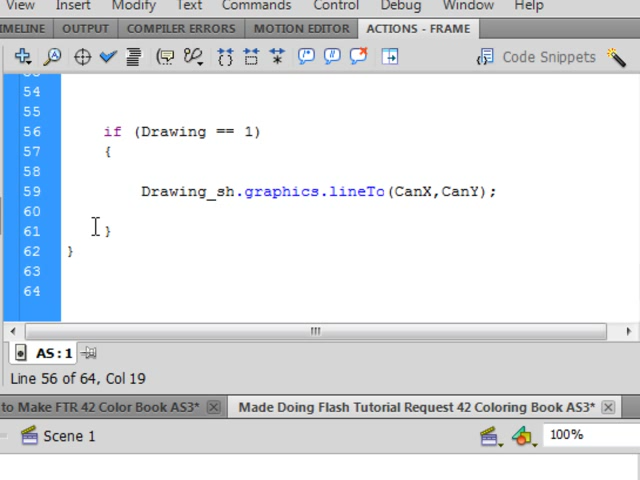 View Insert Modify Text Commands Control Debug Window Help
IMELINE OUTPUT COMPILER ERRORS MOTION EDITOR ACTIONS - FRAME
Code Snippets
54
55
56 if (Drawing == 1)
57 {
58
59 Drawing_sh.graphics.lineTo(CanX,CanY);
60
61 }
62 }
63
64
AS:1
Line 56 of 64, Col 19
to Make FTR 42 Color Book AS3* Made Doing Flash Tutorial Request 42 Coloring Book AS3*
Scene 1 100%